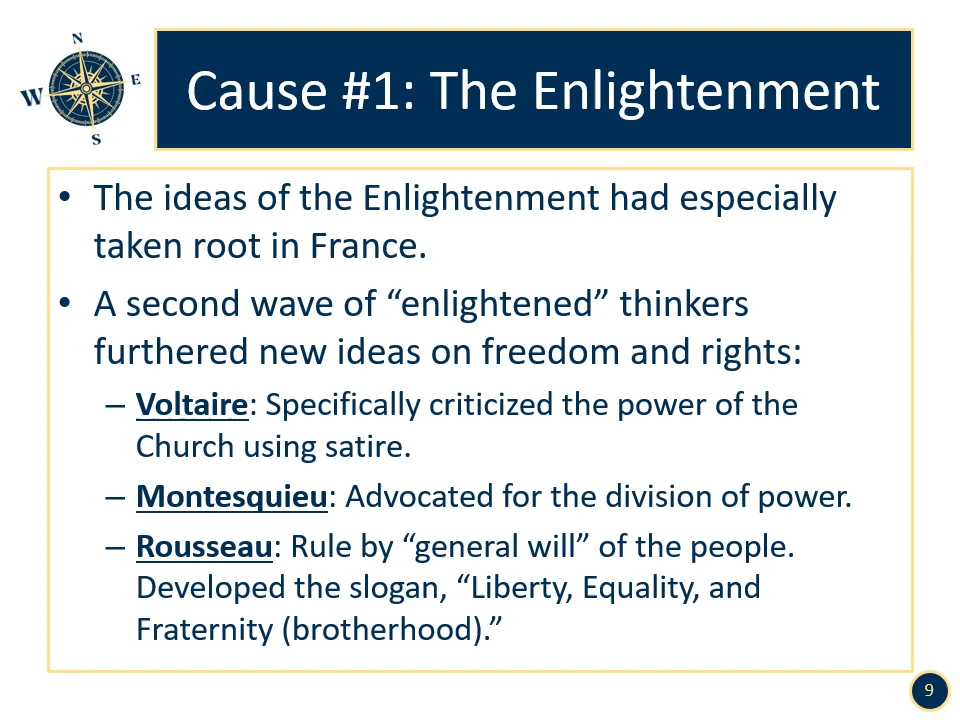 N
W
E
S
Cause #1: The Enlightenment
• The ideas of the Enlightenment had especially
taken root in France.
• A second wave of “enlightened” thinkers
furthered new ideas on freedom and rights:
– Voltaire: Specifically criticized the power of the
Church using satire.
– Montesquieu: Advocated for the division of power.
– Rousseau: Rule by “general will” of the people.
Developed the slogan, “Liberty, Equality, and
Fraternity (brotherhood).”
9